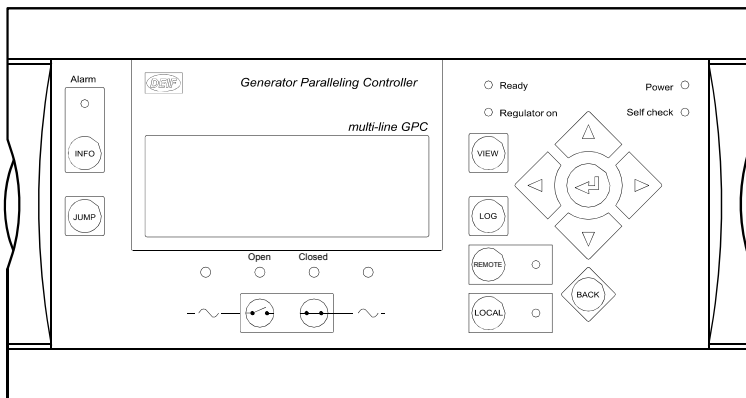 Alarm
DEIF
Generator Paralleling Controller
Ready
Power
Regulator on
Self check
multi-line GPC
INFO
VIEW
JUMP
LOG
Open Closed
REMOTE
BACK
LOCAL